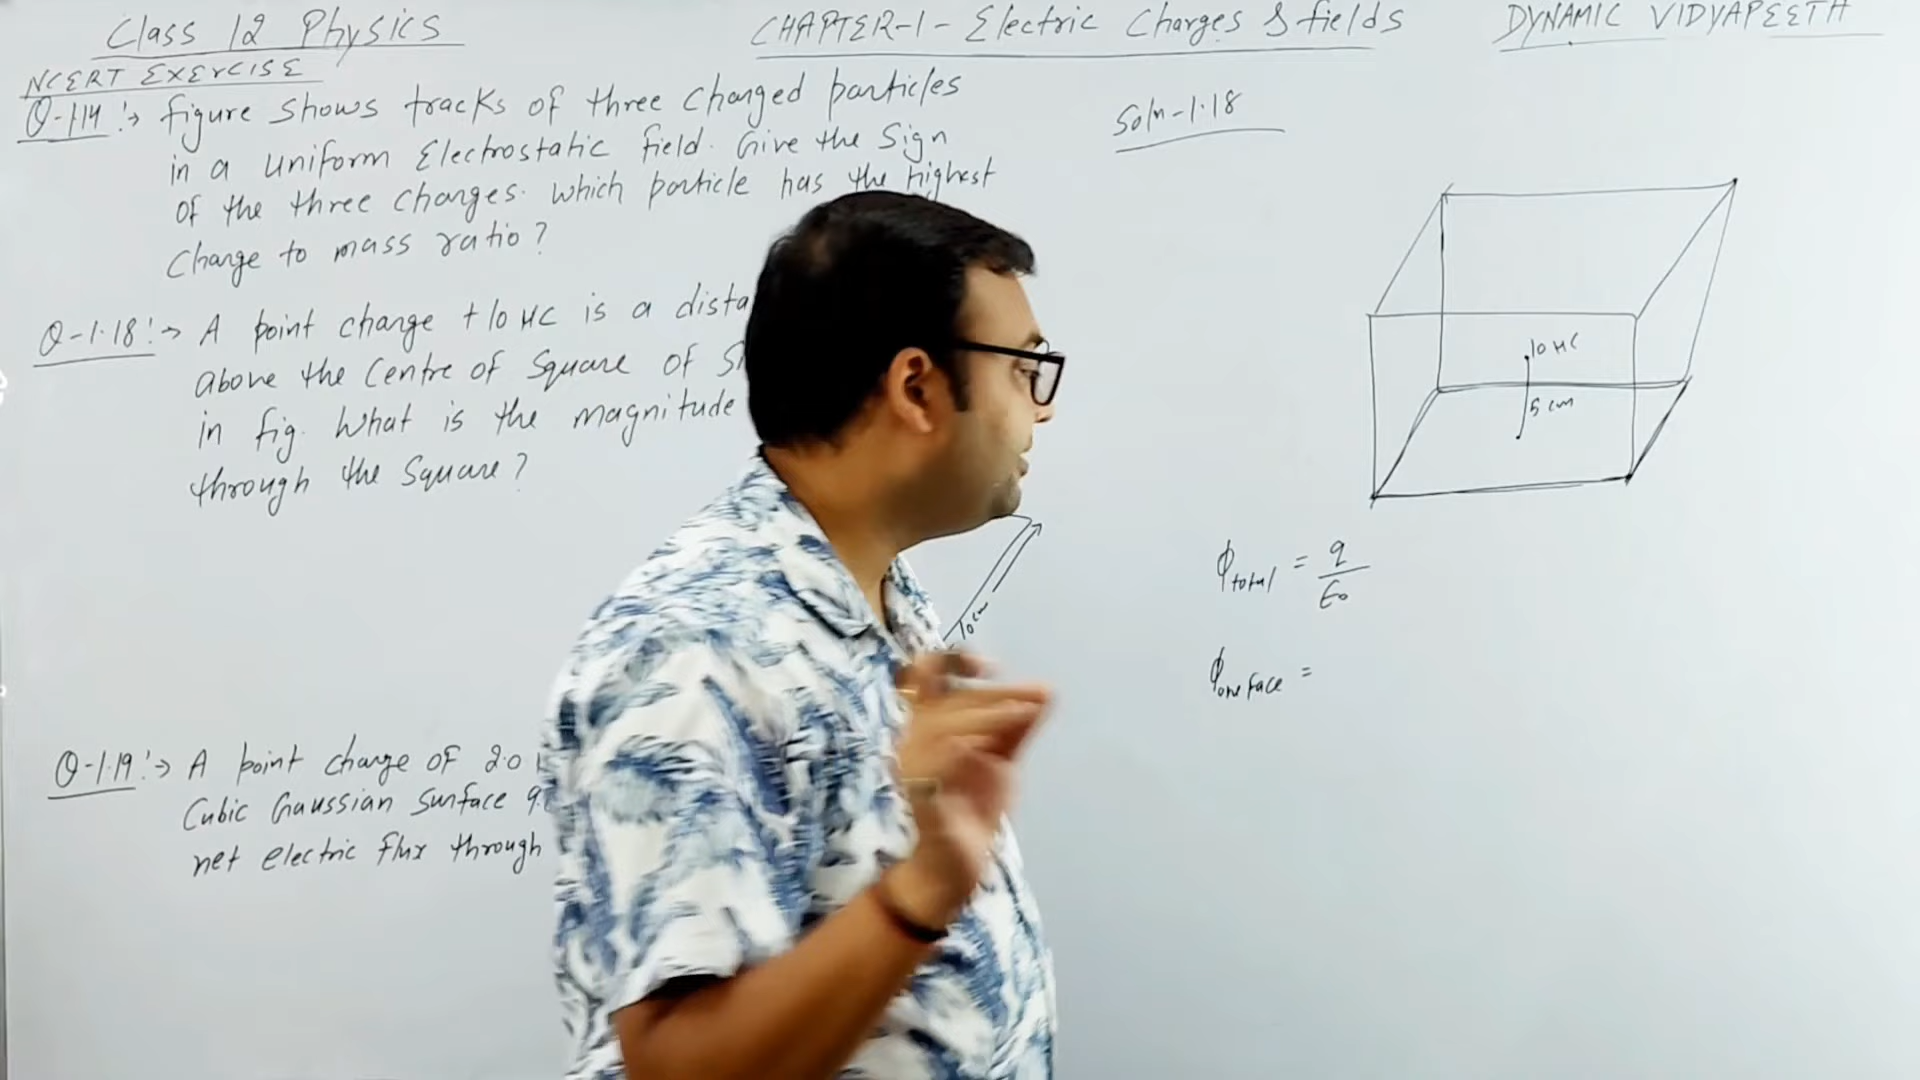 Class 12 Physics
CHAPTER-1 - Electric Charges & fields
DYNAMIC VIDYAPEETH
NCERT EXERCISE
Q-1.14 :→ figure shows tracks of three charged particles
in a uniform Electrostatic field. Give the sign
of the three charges. which particle has the highest
charge to mass ratio?
Q-1.18 :→ A point charge +10 μC is a
above the Centre of Square of
in fig. What is the magnitude
through the Square?
10 cm
Q-1.19 :→ A point charge of 2.0
Cubic Gaussian surface
net electric flux through
Soln-1.18
10 μC
5 cm
ϕtotal = q/ε₀
ϕone face =